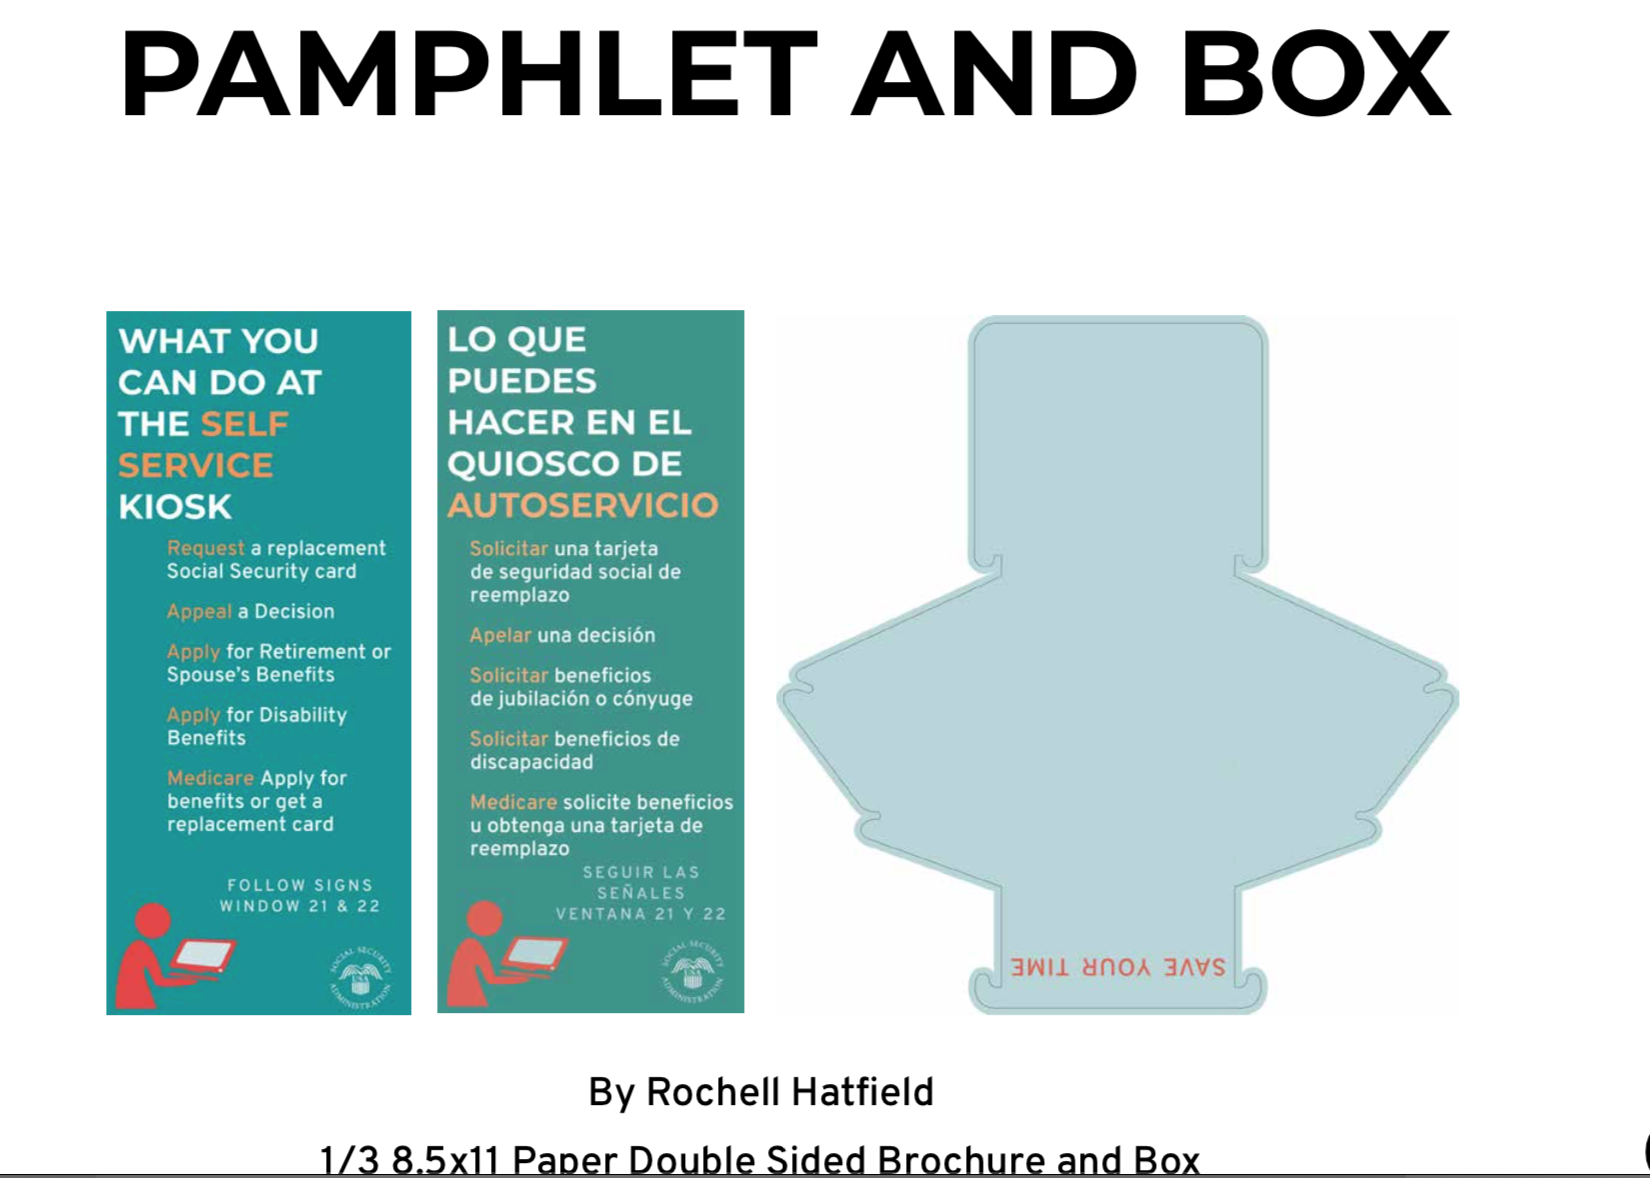 PAMPHLET AND BOX
WHAT YOU
CAN DO AT
THE SELF
SERVICE
KIOSK
Request a replacement
Social Security card
Appeal a Decision
Apply for Retirement or
Spouse's Benefits
Apply for Disability
Benefits
Medicare Apply for
benefits or get a
replacement card
FOLLOW SIGNS
WINDOW 21 & 22
SOCIAL SECURITY
USA
ADMINISTRATION
LO QUE
PUEDES
HACER EN EL
QUIOSCO DE
AUTOSERVICIO
Solicitar una tarjeta
de seguridad social de
reemplazo
Apelar una decisión
Solicitar beneficios
de jubilación o cónyuge
Solicitar beneficios de
discapacidad
Medicare solicite beneficios
u obtenga una tarjeta de
reemplazo
SEGUIR LAS
SEÑALES
VENTANA 21 Y 22
SOCIAL SECURITY
USA
ADMINISTRATION
SAVE YOUR TIME
By Rochell Hatfield
1/3 8.5x11 Paper Double Sided Brochure and Box